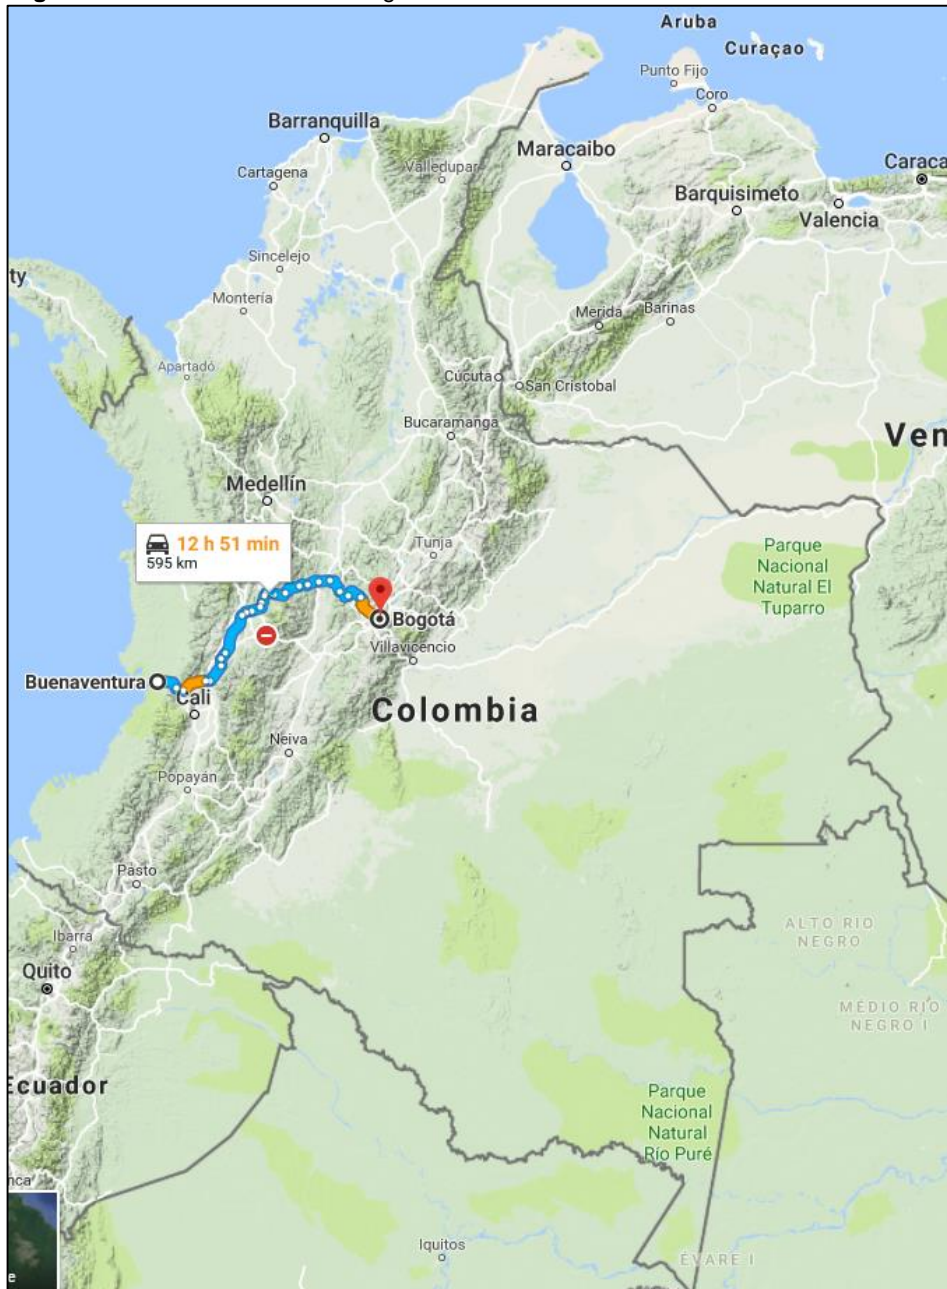 Aruba
Curaçao
Punto Fijo
Coro
Barranquilla
Maracaibo
Caraca
Cartagena
Valledupar
Barquisimeto
Valencia
Sincelejo
ty
Montería
Merida
Barinas
Apartadó
Cúcuta
San Cristobal
Bucaramanga
Ven
Medellín
12 h 51 min
595 km
Tunja
Parque
Nacional
Natural El
Tuparro
Bogotá
Villavicencio
Buenaventura
Cali
Colombia
Neiva
Popayán
Pasto
ALTO RIO
NEGRO
Ibarra
Quito
MÉDIO RIO
NEGRO I
Ecuador
Parque
Nacional
Natural
Río Puré
nca
Iquitos
ÉVARE I
e